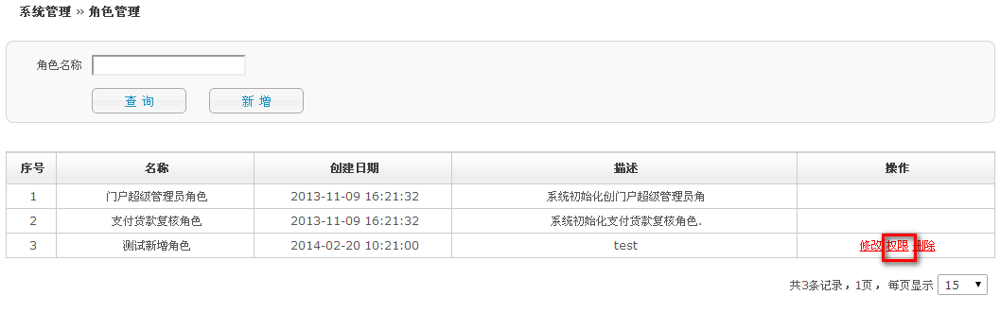 系统管理 » 角色管理
角色名称
查 询 新 增
序号 名称 创建日期 描述 操作
1 门户超级管理员角色 2013-11-09 16:21:32 系统初始化创门户超级管理员角
2 支付货款复核角色 2013-11-09 16:21:32 系统初始化支付货款复核角色.
3 测试新增角色 2014-02-20 10:21:00 test 修改 权限 删除
共3条记录，1页，每页显示 15